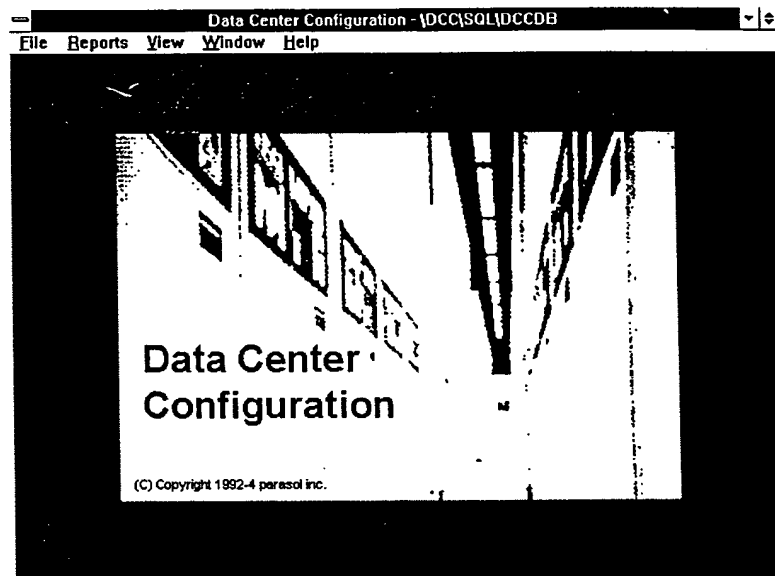 Data Center Configuration - \DCC\SQL\DCCDB
File Reports View Window Help
Data Center
Configuration
(C) Copyright 1992-4 parasol inc.